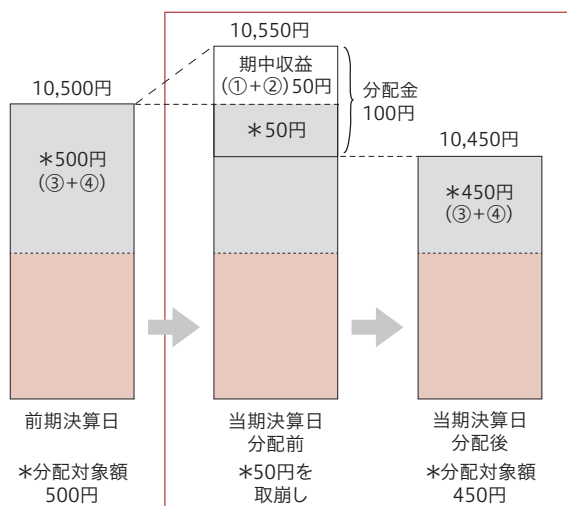 10,550円
期中収益
(①+②)50円
分配金
100円
10,500円
＊50円
10,450円
＊500円
(③+④)
＊450円
(③+④)
前期決算日
当期決算日
分配前
当期決算日
分配後
＊分配対象額
500円
＊50円を
取崩し
＊分配対象額
450円